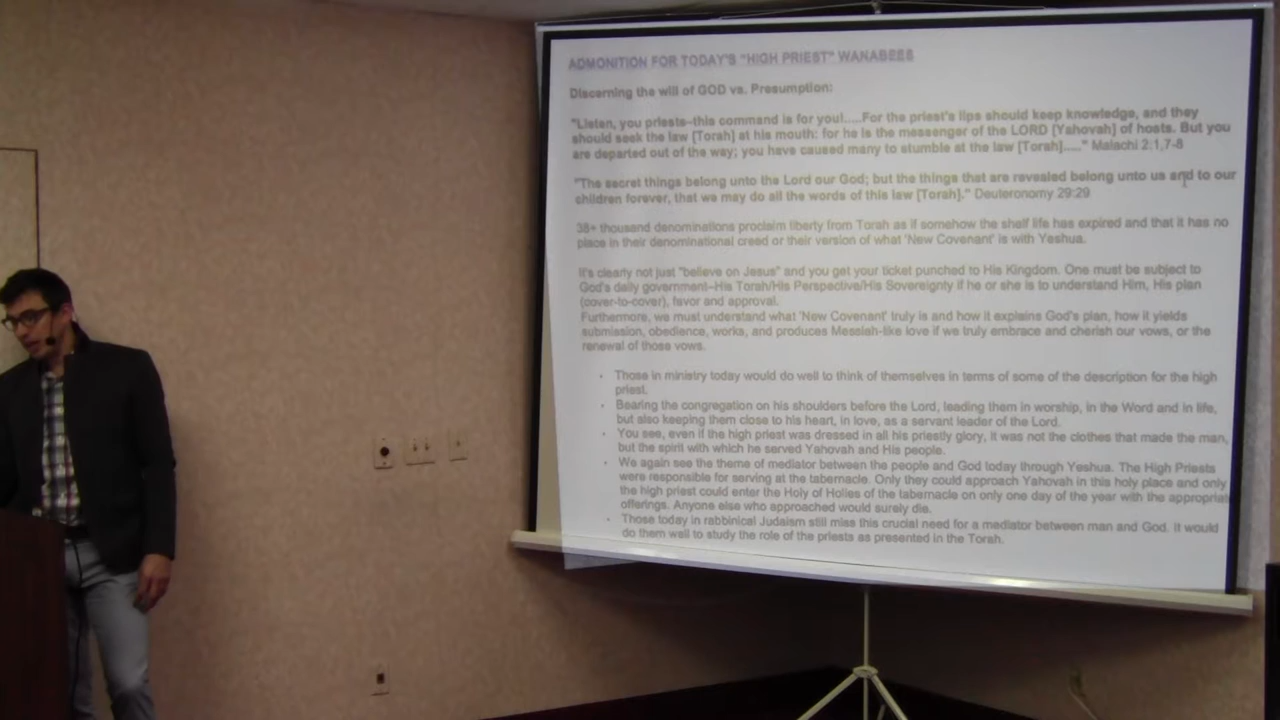 ADMONITION FOR TODAY'S "HIGH PRIEST" WANABEES
Discerning the will of GOD vs. Presumption:
"Listen, you priests–this command is for you!.....For the priest's lips should keep knowledge, and they
should seek the law [Torah] at his mouth: for he is the messenger of the LORD [Yahovah] of hosts. But you
are departed out of the way; you have caused many to stumble at the law [Torah]....." Malachi 2:1,7-8
"The secret things belong unto the Lord our God; but the things that are revealed belong unto us and to our
children forever, that we may do all the words of this law [Torah]." Deuteronomy 29:29
38+ thousand denominations proclaim liberty from Torah as if somehow the shelf life has expired and that it has no
place in their denominational creed or their version of what 'New Covenant' is with Yeshua.
It's clearly not just "believe on Jesus" and you get your ticket punched to His Kingdom. One must be subject to
God's daily government–His Torah/His Perspective/His Sovereignty if he or she is to understand Him, His plan
(cover-to-cover), favor and approval.
Furthermore, we must understand what 'New Covenant' truly is and how it explains God's plan, how it yields
submission, obedience, works, and produces Messiah-like love if we truly embrace and cherish our vows, or the
renewal of those vows.
• Those in ministry today would do well to think of themselves in terms of some of the description for the high
priest.
• Bearing the congregation on his shoulders before the Lord, leading them in worship, in the Word and in life,
but also keeping them close to his heart, in love, as a servant leader of the Lord.
• You see, even if the high priest was dressed in all his priestly glory, it was not the clothes that made the man,
but the spirit with which he served Yahovah and His people.
• We again see the theme of mediator between the people and God today through Yeshua. The High Priests
were responsible for serving at the tabernacle. Only they could approach Yahovah in this holy place and only
the high priest could enter the Holy of Holies of the tabernacle on only one day of the year with the appropriate
offerings. Anyone else who approached would surely die.
• Those today in rabbinical Judaism still miss this crucial need for a mediator between man and God. It would
do them well to study the role of the priests as presented in the Torah.